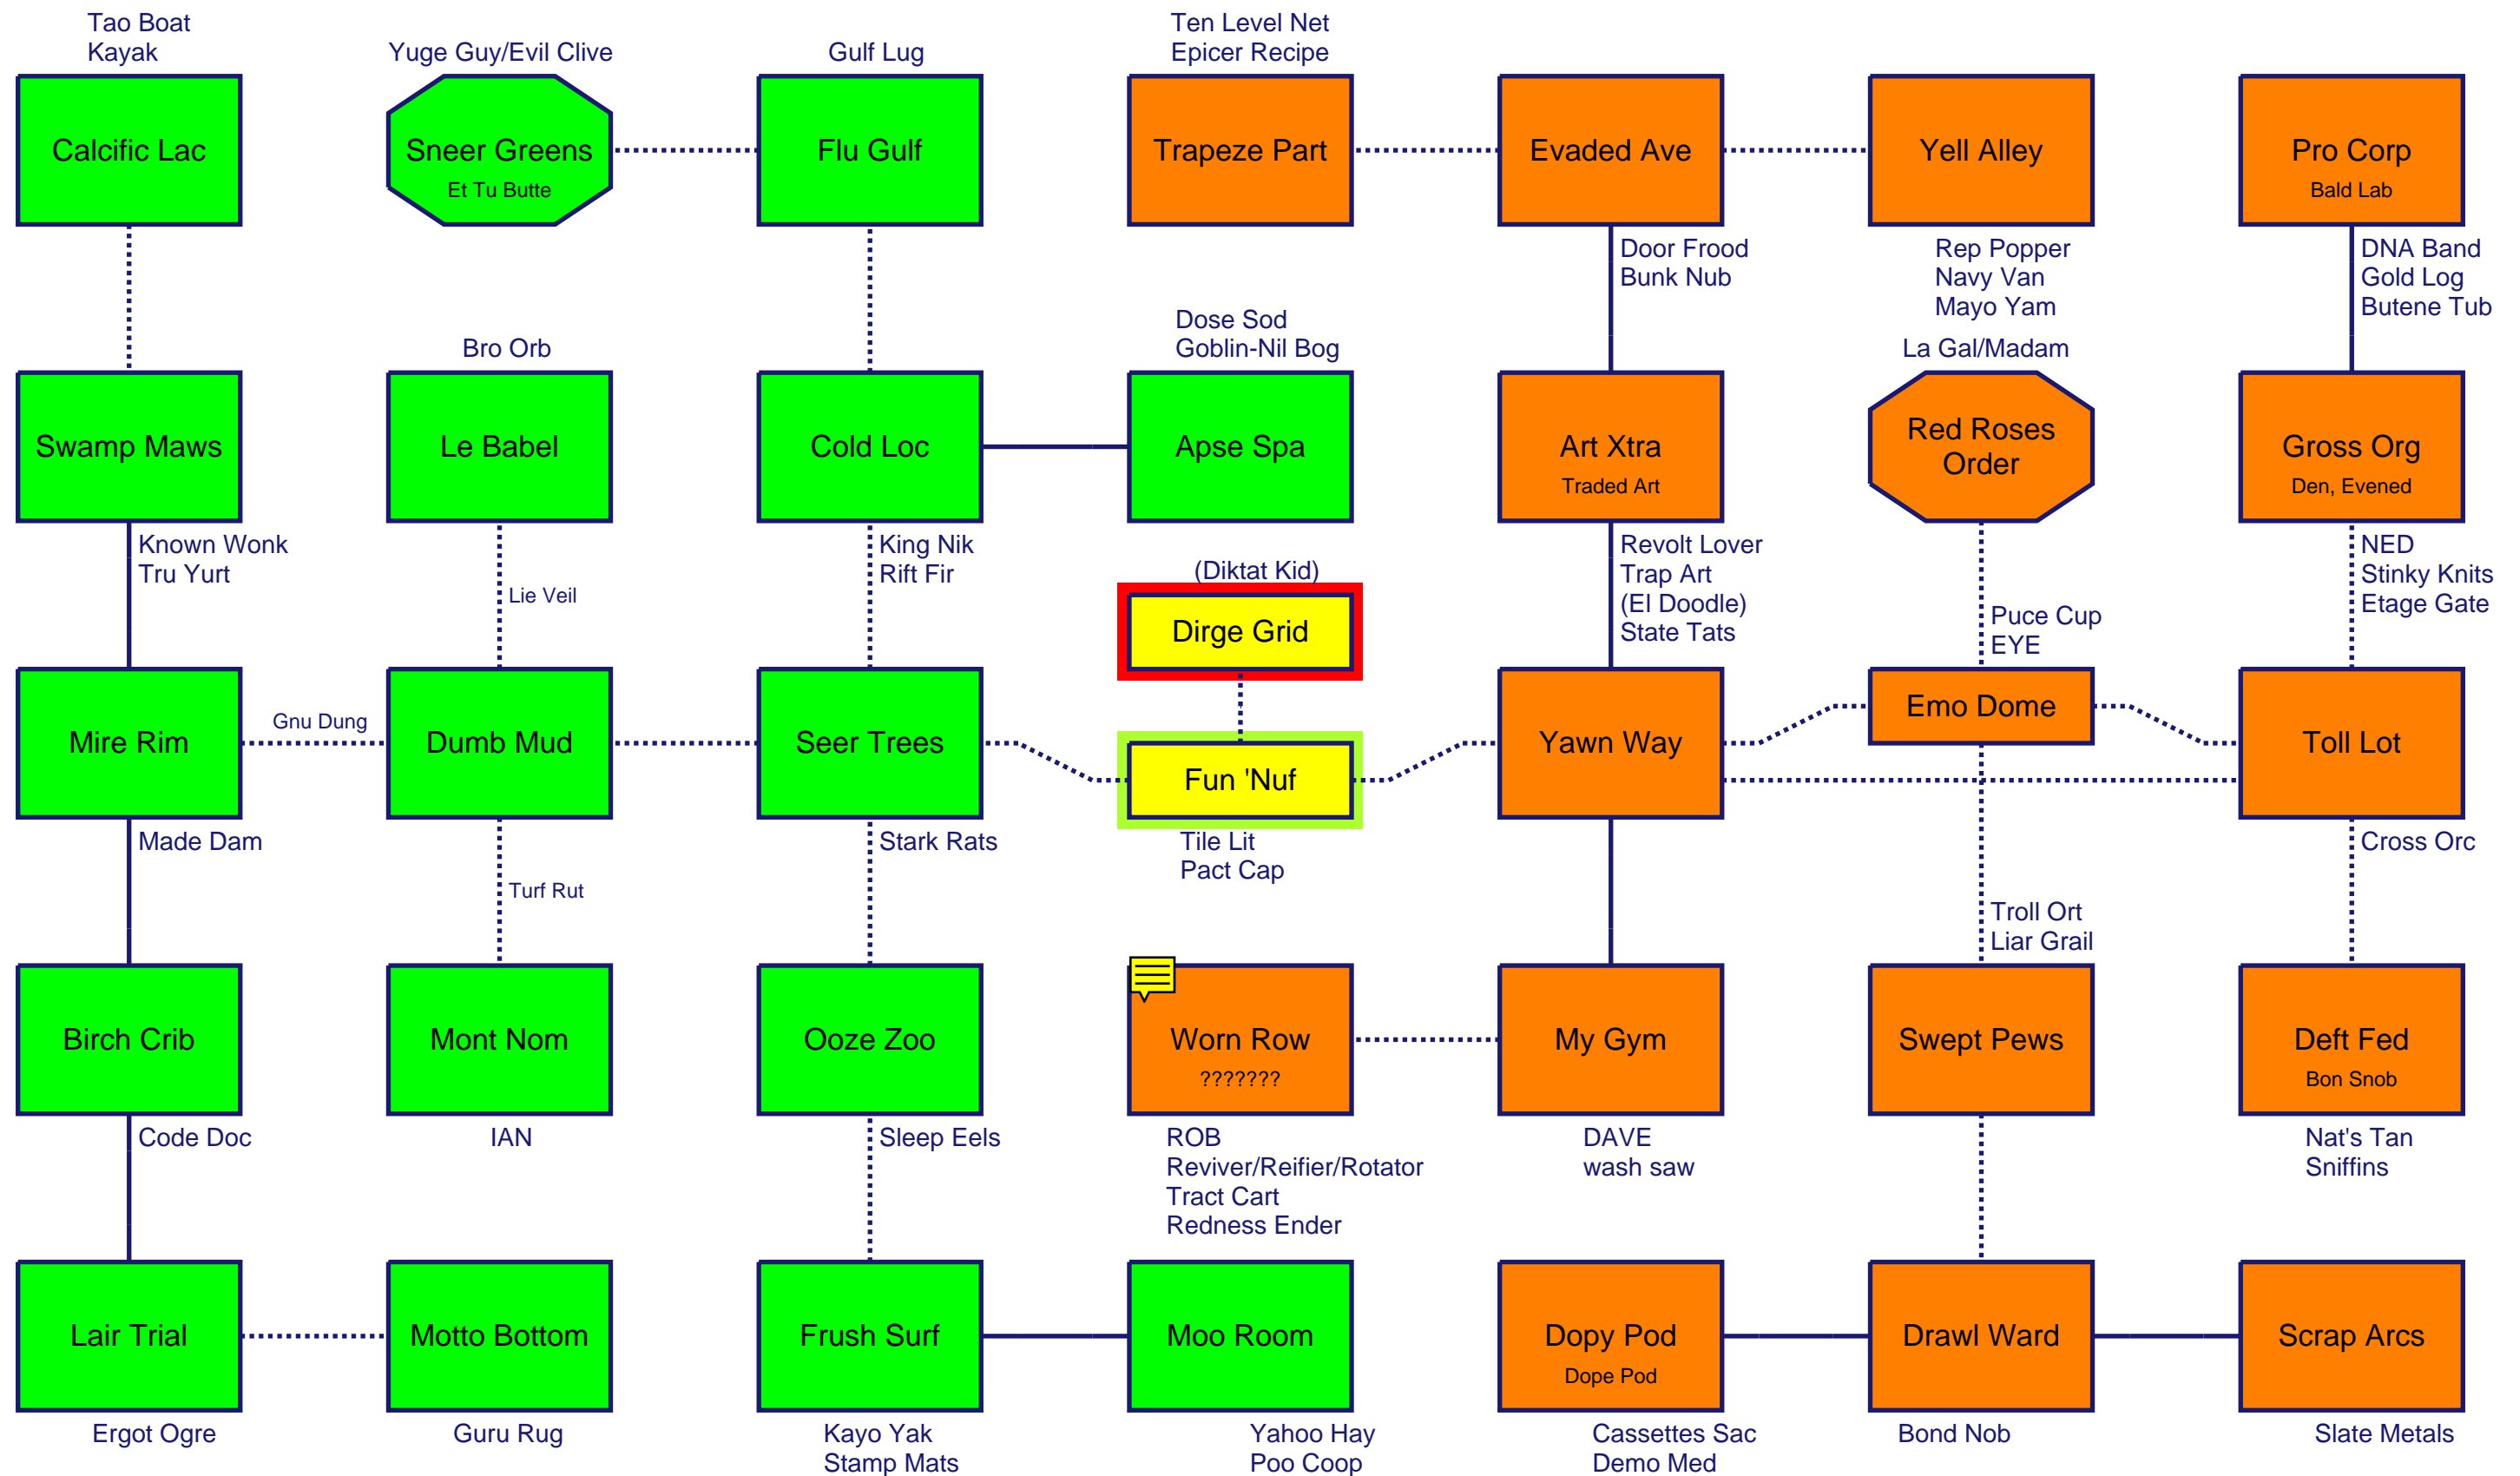 Tao Boat
Kayak
Yuge Guy/Evil Clive
Gulf Lug
Ten Level Net
Epicer Recipe
Calcific Lac
Sneer Greens
Et Tu Butte
Flu Gulf
Trapeze Part
Evaded Ave
Yell Alley
Pro Corp
Bald Lab
Door Frood
Bunk Nub
Rep Popper
Navy Van
Mayo Yam
DNA Band
Gold Log
Butene Tub
Bro Orb
Dose Sod
Goblin-Nil Bog
La Gal/Madam
Swamp Maws
Le Babel
Cold Loc
Apse Spa
Art Xtra
Traded Art
Red Roses
Order
Gross Org
Den, Evened
Known Wonk
Tru Yurt
Lie Veil
King Nik
Rift Fir
(Diktat Kid)
Dirge Grid
Revolt Lover
Trap Art
(El Doodle)
State Tats
Puce Cup
EYE
NED
Stinky Knits
Etage Gate
Mire Rim
Gnu Dung
Dumb Mud
Seer Trees
Fun 'Nuf
Yawn Way
Emo Dome
Toll Lot
Made Dam
Turf Rut
Stark Rats
Tile Lit
Pact Cap
Troll Ort
Liar Grail
Cross Orc
Birch Crib
Mont Nom
Ooze Zoo
Worn Row
???????
My Gym
Swept Pews
Deft Fed
Bon Snob
Code Doc
IAN
Sleep Eels
ROB
Reviver/Reifier/Rotator
Tract Cart
Redness Ender
DAVE
wash saw
Nat's Tan
Sniffins
Lair Trial
Motto Bottom
Frush Surf
Moo Room
Dopy Pod
Dope Pod
Drawl Ward
Scrap Arcs
Ergot Ogre
Guru Rug
Kayo Yak
Stamp Mats
Yahoo Hay
Poo Coop
Cassettes Sac
Demo Med
Bond Nob
Slate Metals